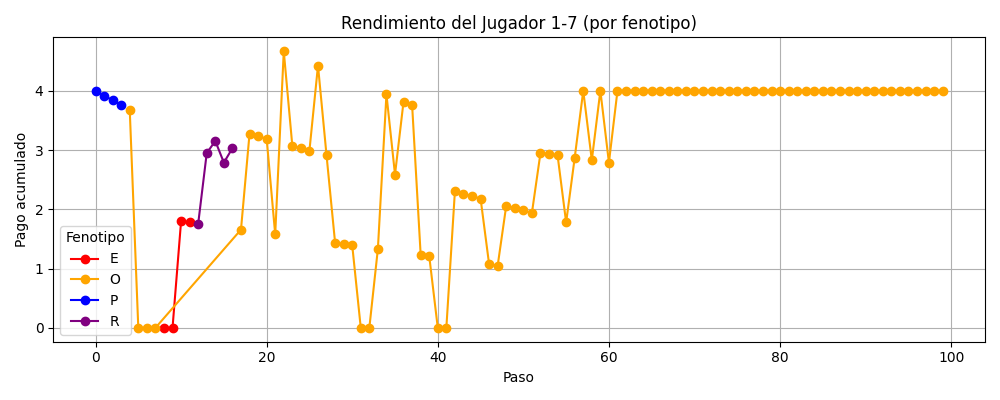 Rendimiento del Jugador 1-7 (por fenotipo)
Pago acumulado
4
3
2
1
0
Fenotipo
E
O
P
R
0 20 40 60 80 100
Paso